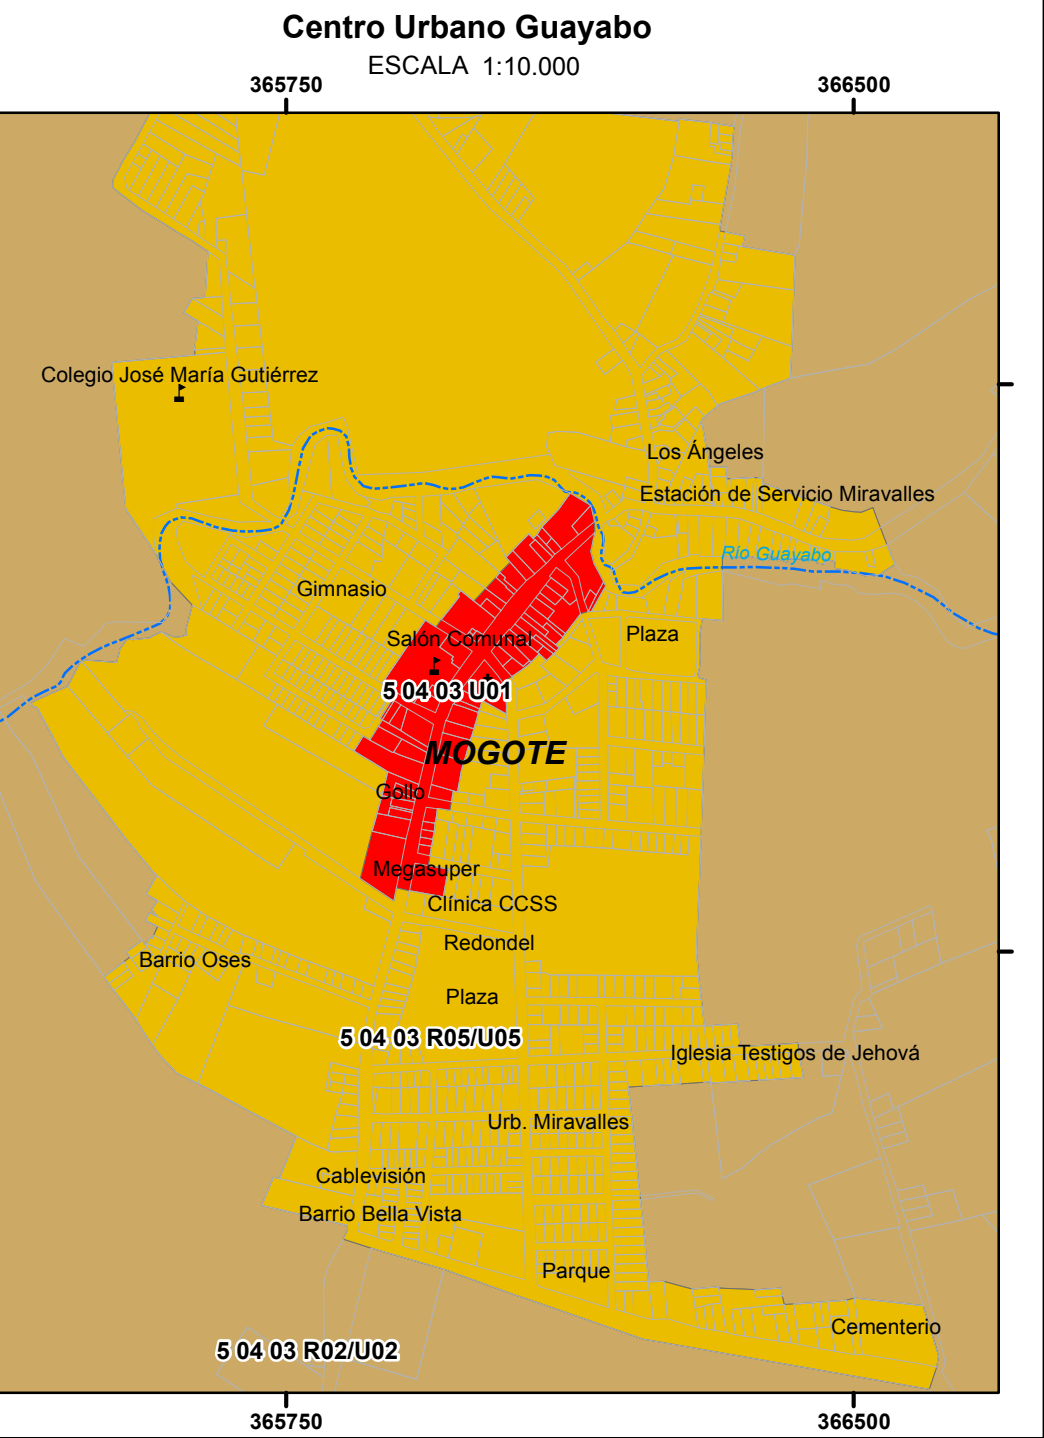 Centro Urbano Guayabo
ESCALA 1:10.000
365750
366500
Colegio José María Gutiérrez
Los Ángeles
Estación de Servicio Miravalles
Río Guayabo
Gimnasio
Salón Comunal
Plaza
5 04 03 U01
MOGOTE
Gollo
Megasuper
Clínica CCSS
Redondel
Barrio Oses
Plaza
5 04 03 R05/U05
Iglesia Testigos de Jehová
Urb. Miravalles
Cablevisión
Barrio Bella Vista
Parque
Cementerio
5 04 03 R02/U02
365750
366500